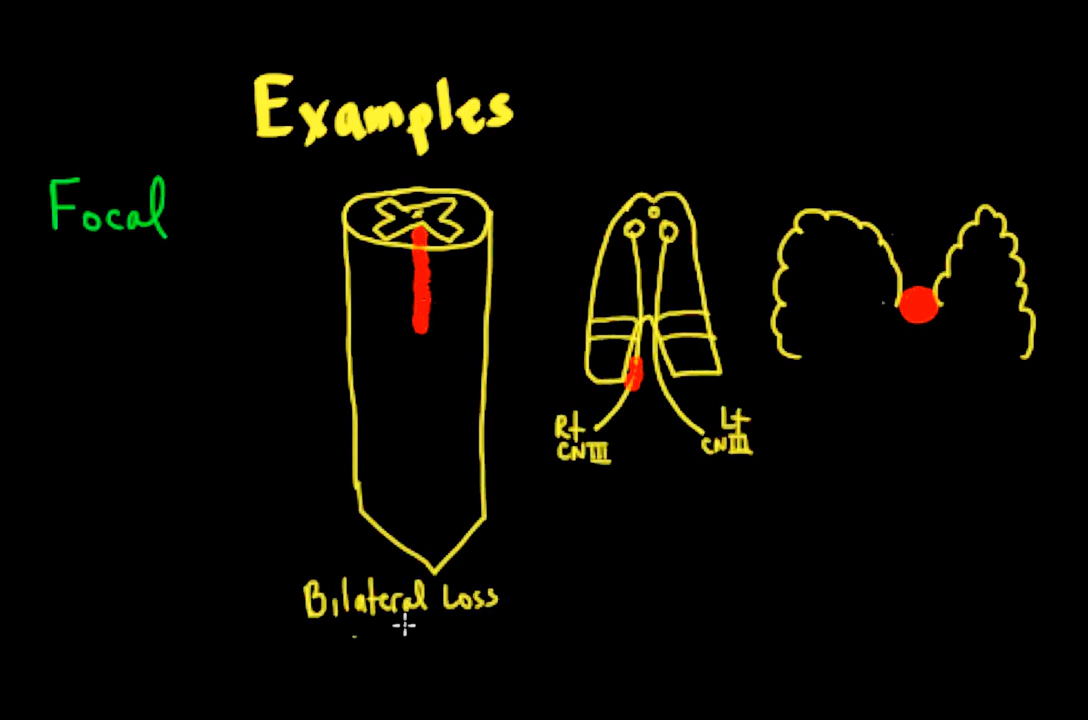 Examples
Focal
Rt
CN III
Lt
CN III
Bilateral Loss